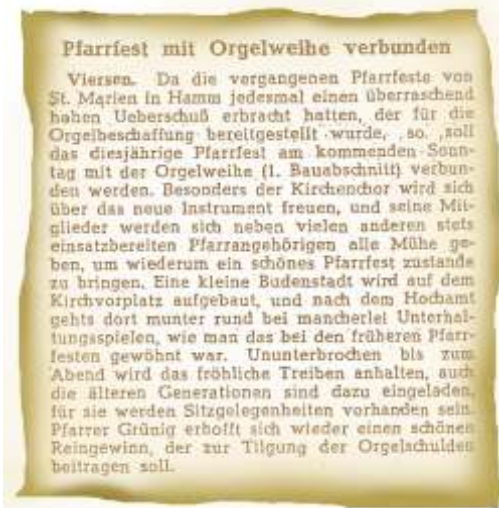 Pfarrfest mit Orgelweihe verbunden
Viersen. Da die vergangenen Pfarrfeste von
St. Marien in Hamm jedesmal einen überraschend
hohen Ueberschuß erbracht hatten, der für die
Orgelbeschaffung bereitgestellt wurde, so soll
das diesjährige Pfarrfest am kommenden Sonn-
tag mit der Orgelweihe (1. Bauabschnitt) verbun-
den werden. Besonders der Kirchenchor wird sich
über das neue Instrument freuen, und seine Mit-
glieder werden sich neben vielen anderen stets
einsatzbereiten Pfarrangehörigen alle Mühe ge-
ben, um wiederum ein schönes Pfarrfest zustande
zu bringen. Eine kleine Budenstadt wird auf dem
Kirchvorplatz aufgebaut, und nach dem Hochamt
gehts dort munter rund bei mancherlei Unterhal-
tungsspielen, wie man das bei den früheren Pfarr-
festen gewöhnt war. Ununterbrochen bis zum
Abend wird das fröhliche Treiben anhalten, auch
die älteren Generationen sind dazu eingeladen,
für sie werden Sitzgelegenheiten vorhanden sein.
Pfarrer Grünig erhofft sich wieder einen schönen
Reingewinn, der zur Tilgung der Orgelschulden
beitragen soll.